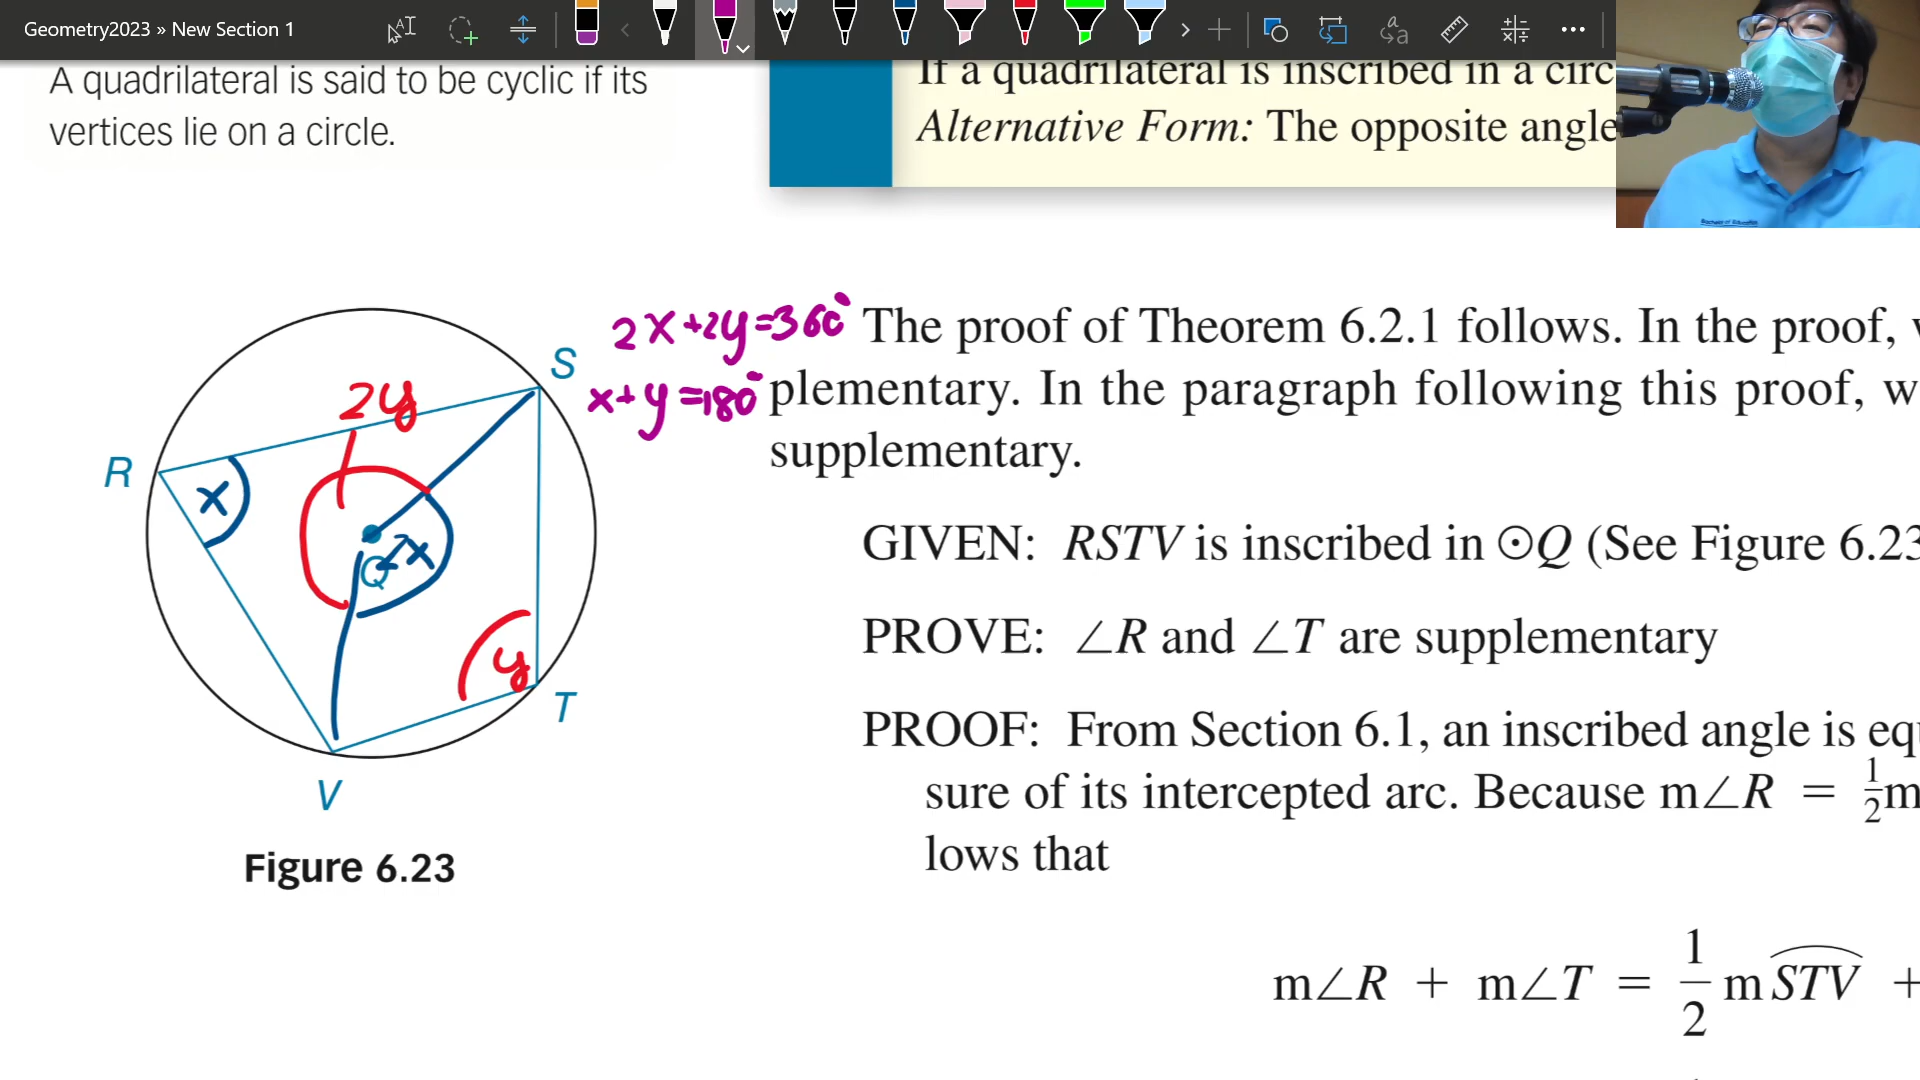 Geometry2023 » New Section 1
A quadrilateral is said to be cyclic if its
vertices lie on a circle.
If a quadrilateral is inscribed in a circ
Alternative Form: The opposite angle
2x+2y=360°
x+y=180°
The proof of Theorem 6.2.1 follows. In the proof,
plementary. In the paragraph following this proof, w
supplementary.
S
2y
R
x
Q
2x
y
T
V
Figure 6.23
GIVEN: RSTV is inscribed in ⊙Q (See Figure 6.23
PROVE: ∠R and ∠T are supplementary
PROOF: From Section 6.1, an inscribed angle is equ
sure of its intercepted arc. Because m∠R = 1/2 m
lows that
m∠R + m∠T = 1/2 m STV⌢ +